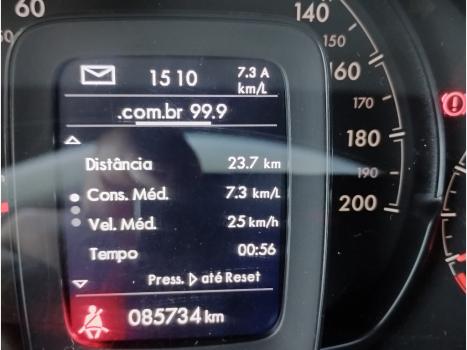 60
140
150
160
170
180
190
200
15 10
7.3 A
km/L
.com.br 99.9
Distância 23.7 km
Cons. Méd. 7.3 km/L
Vel. Méd. 25 km/h
Tempo 00:56
Press. ▷ até Reset
085734 km